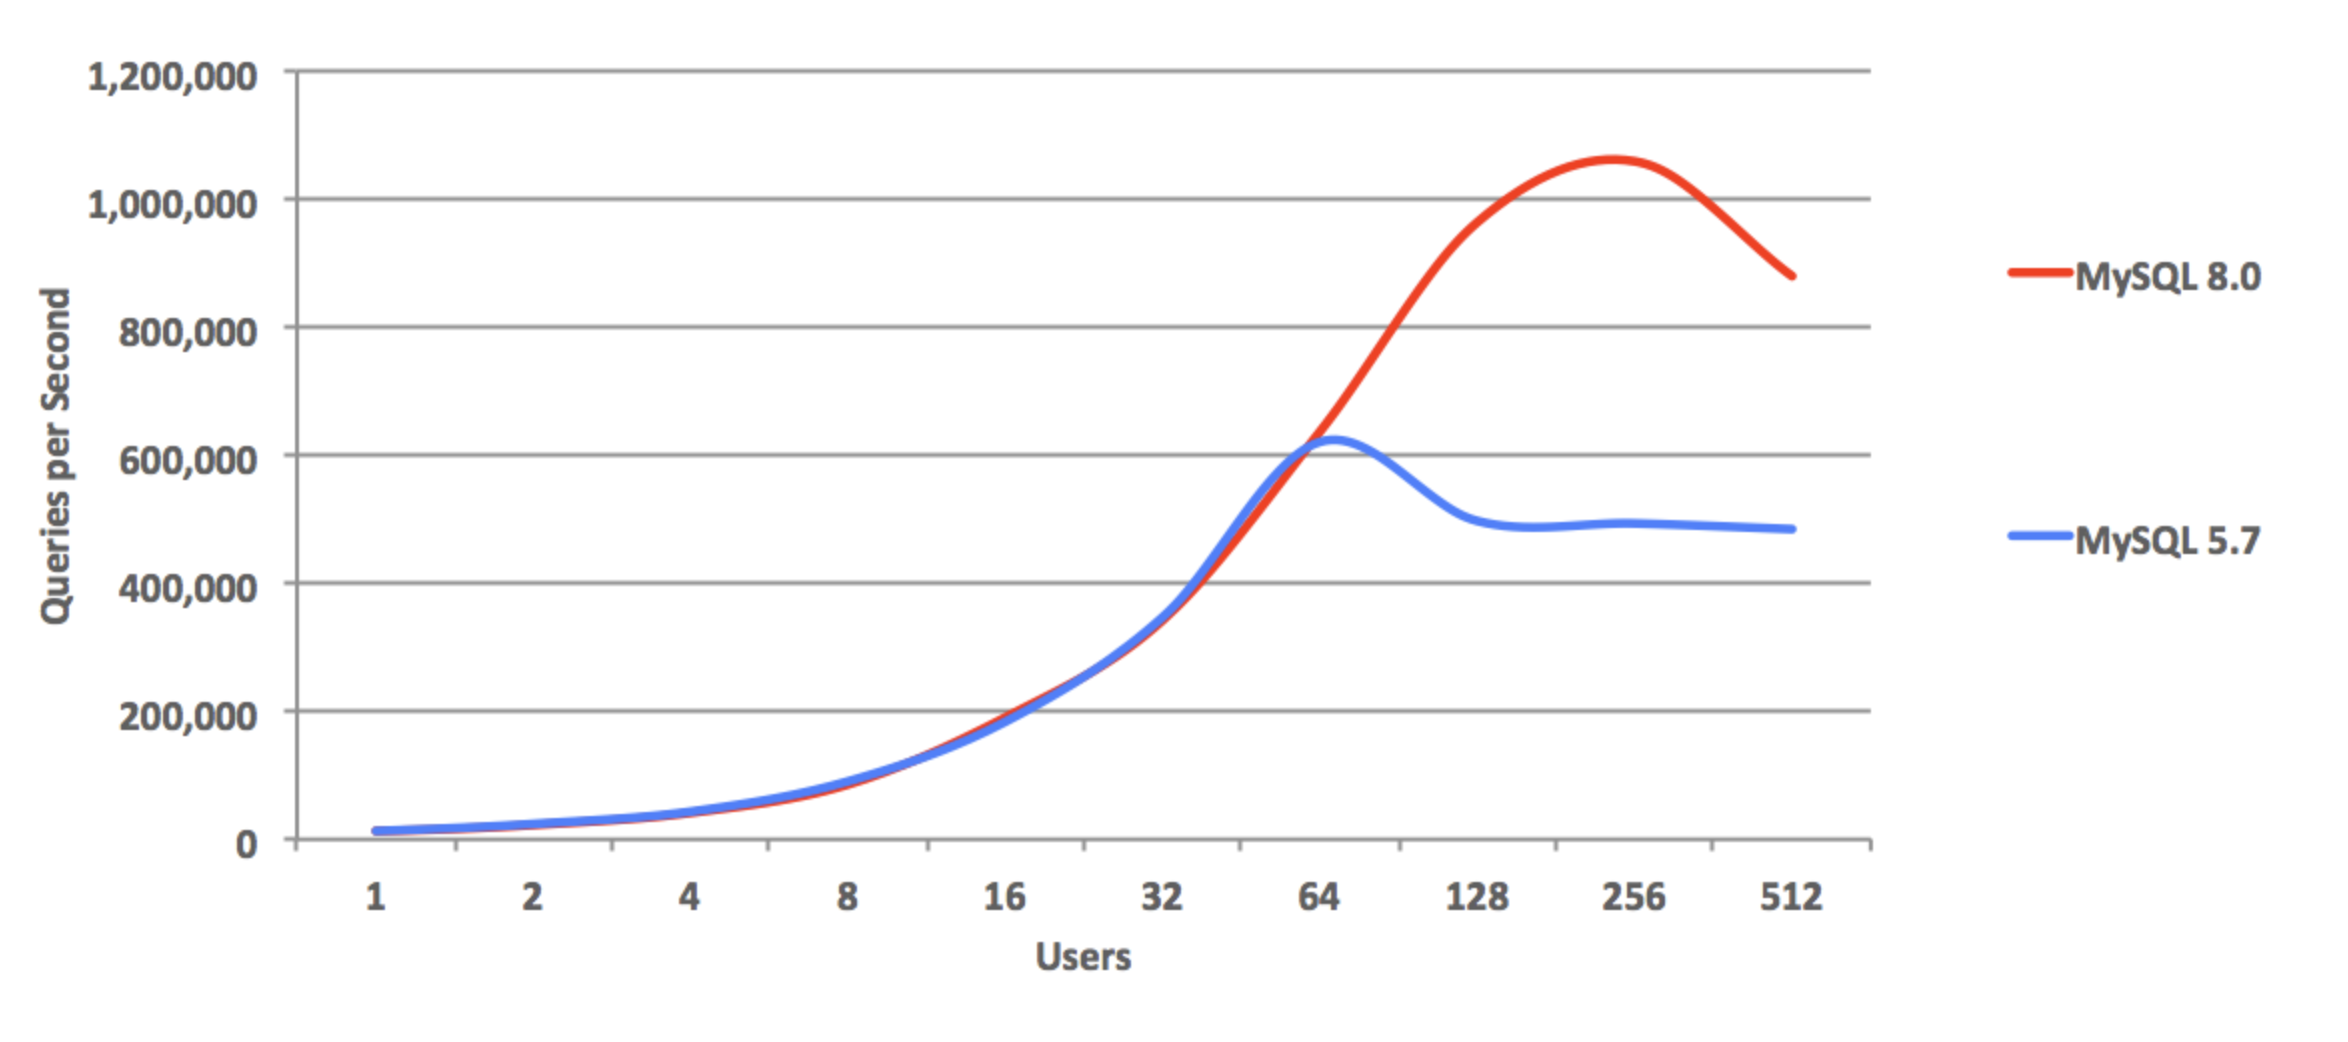 1,200,000
1,000,000
800,000
600,000
400,000
200,000
0
Queries per Second
1 2 4 8 16 32 64 128 256 512
Users
MySQL 8.0
MySQL 5.7